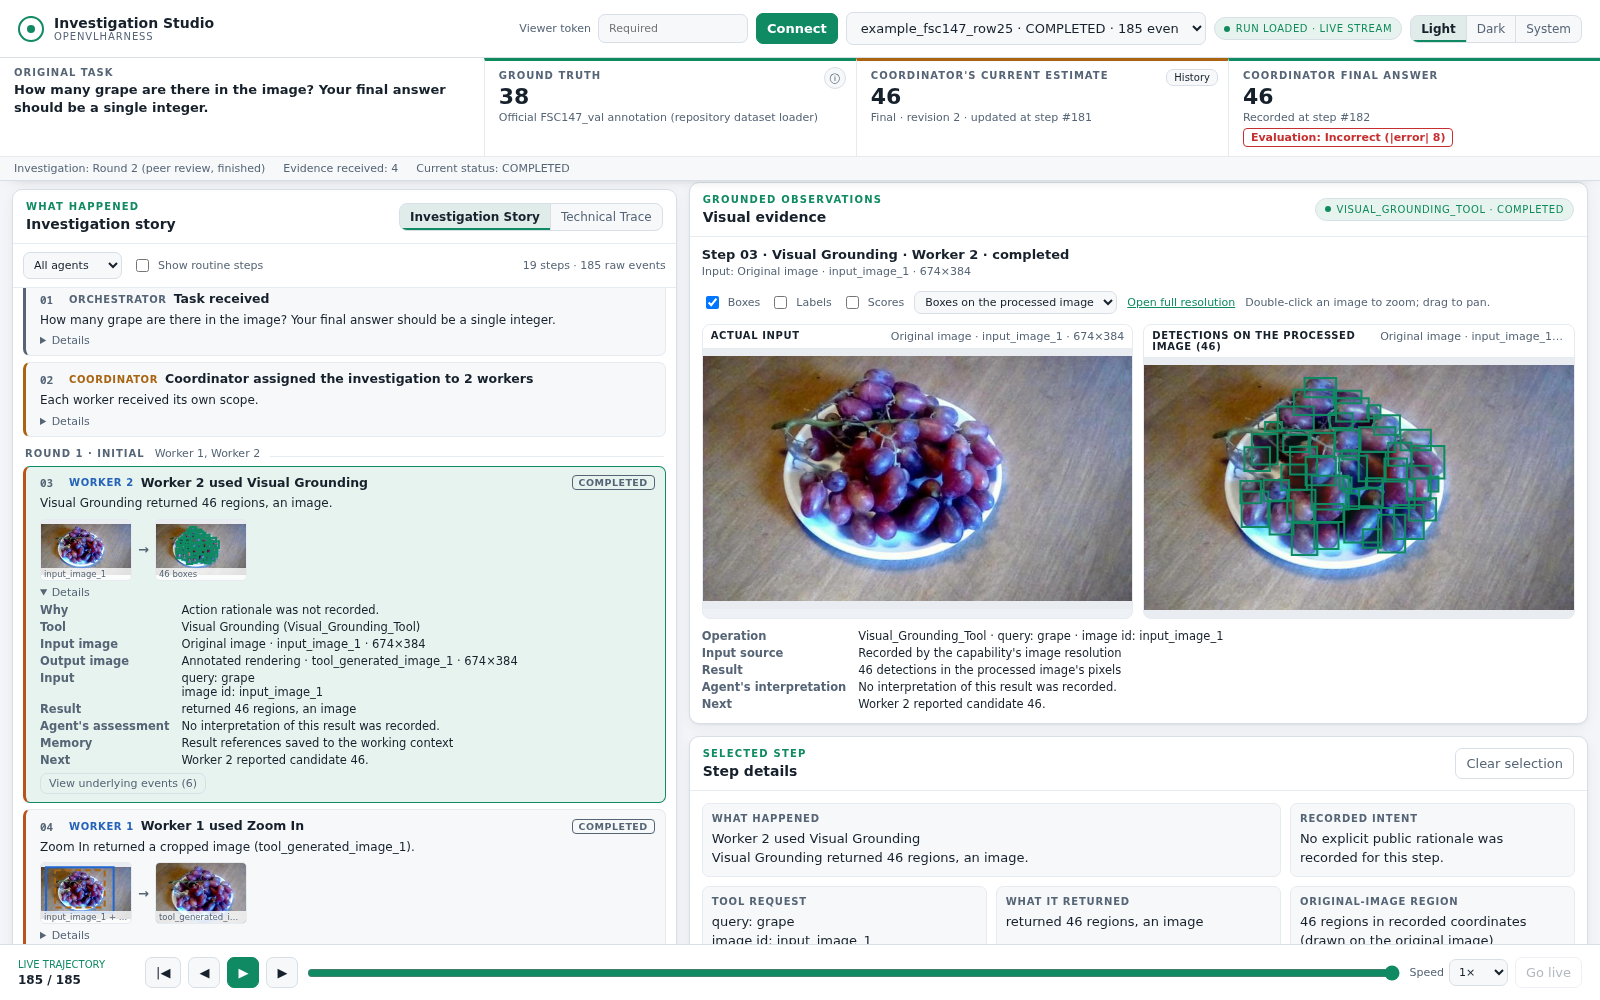 Investigation Studio
OPENVLHARNESS
Viewer token
Required
Connect
example_fsc147_row25 · COMPLETED · 185 even
RUN LOADED · LIVE STREAM
Light
Dark
System
ORIGINAL TASK
How many grape are there in the image? Your final answer
should be a single integer.
GROUND TRUTH
ⓘ
38
Official FSC147_val annotation (repository dataset loader)
COORDINATOR'S CURRENT ESTIMATE
History
46
Final · revision 2 · updated at step #181
COORDINATOR FINAL ANSWER
46
Recorded at step #182
Evaluation: Incorrect (|error| 8)
Investigation: Round 2 (peer review, finished)
Evidence received: 4
Current status: COMPLETED
WHAT HAPPENED
Investigation story
Investigation Story
Technical Trace
All agents
Show routine steps
19 steps · 185 raw events
01 ORCHESTRATOR Task received
How many grape are there in the image? Your final answer should be a single integer.
Details
02 COORDINATOR Coordinator assigned the investigation to 2 workers
Each worker received its own scope.
Details
ROUND 1 · INITIAL Worker 1, Worker 2
03 WORKER 2 Worker 2 used Visual Grounding
COMPLETED
Visual Grounding returned 46 regions, an image.
input_image_1
→
46 boxes
Details
Why Action rationale was not recorded.
Tool Visual Grounding (Visual_Grounding_Tool)
Input image Original image · input_image_1 · 674×384
Output image Annotated rendering · tool_generated_image_1 · 674×384
Input query: grape
image id: input_image_1
Result returned 46 regions, an image
Agent's assessment No interpretation of this result was recorded.
Memory Result references saved to the working context
Next Worker 2 reported candidate 46.
View underlying events (6)
04 WORKER 1 Worker 1 used Zoom In
COMPLETED
Zoom In returned a cropped image (tool_generated_image_1).
input_image_1 + ...
→
tool_generated_i...
Details
GROUNDED OBSERVATIONS
Visual evidence
VISUAL_GROUNDING_TOOL · COMPLETED
Step 03 · Visual Grounding · Worker 2 · completed
Input: Original image · input_image_1 · 674×384
Boxes
Labels
Scores
Boxes on the processed image
Open full resolution
Double-click an image to zoom; drag to pan.
ACTUAL INPUT
Original image · input_image_1 · 674×384
DETECTIONS ON THE PROCESSED
IMAGE (46)
Original image · input_image_1...
Operation Visual_Grounding_Tool · query: grape · image id: input_image_1
Input source Recorded by the capability's image resolution
Result 46 detections in the processed image's pixels
Agent's interpretation No interpretation of this result was recorded.
Next Worker 2 reported candidate 46.
SELECTED STEP
Step details
Clear selection
WHAT HAPPENED
Worker 2 used Visual Grounding
Visual Grounding returned 46 regions, an image.
RECORDED INTENT
No explicit public rationale was
recorded for this step.
TOOL REQUEST
query: grape
image id: input_image_1
WHAT IT RETURNED
returned 46 regions, an image
ORIGINAL-IMAGE REGION
46 regions in recorded coordinates
(drawn on the original image)
LIVE TRAJECTORY
185 / 185
Speed
1×
Go live